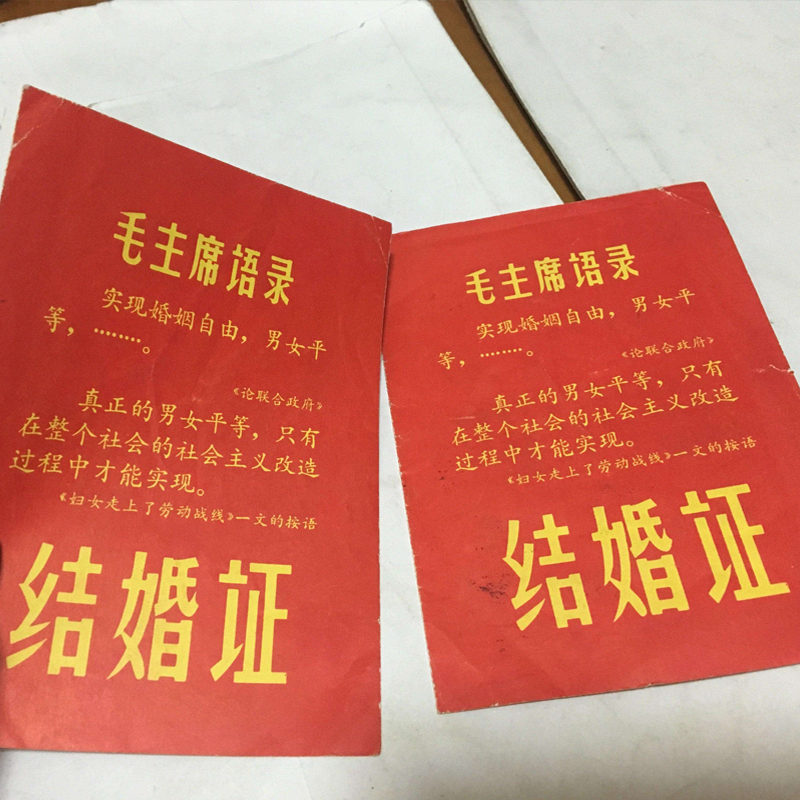 毛主席语录
实现婚姻自由，男女平
等，………。
《论联合政府》
真正的男女平等，只有
在整个社会的社会主义改造
过程中才能实现。
《妇女走上了劳动战线》一文的按语
结婚证
毛主席语录
实现婚姻自由，男女平
等，………。
《论联合政府》
真正的男女平等，只有
在整个社会的社会主义改造
过程中才能实现。
《妇女走上了劳动战线》一文的按语
结婚证